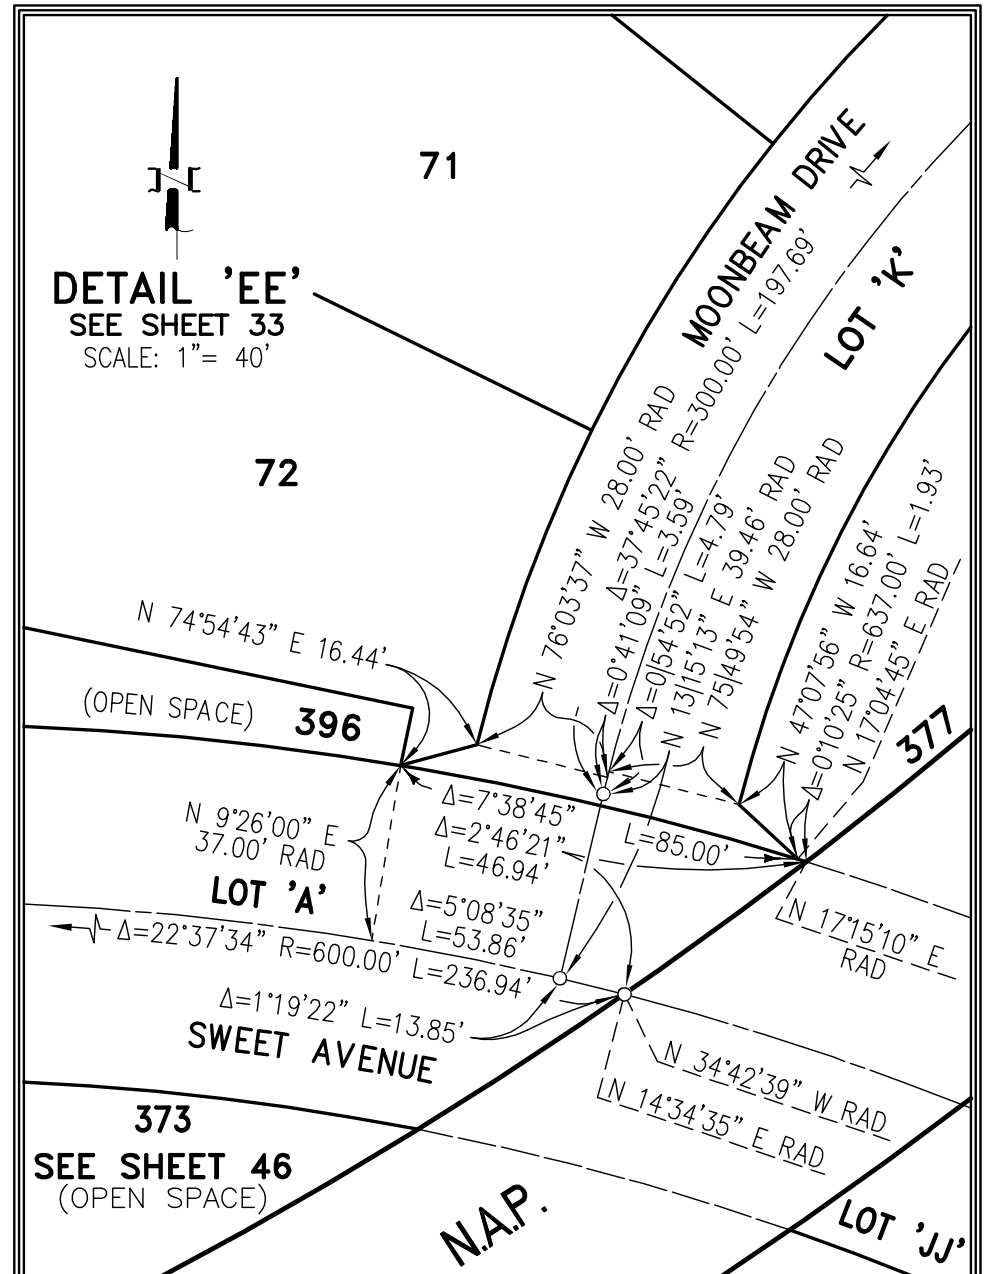 71
MOONBEAM DRIVE
DETAIL 'EE'
SEE SHEET 33
SCALE: 1"= 40'
LOT 'K'
72
N 76°03'37" W 28.00' RAD
Δ=37°45'22" R=300.00' L=197.69'
Δ=0°41'09" L=3.59'
Δ=0|54'52" L=4.79'
N 13|15'13" E 39.46' RAD
N 75|49'54" W 28.00' RAD
N 47°07'56" W 16.64'
Δ=0°10'25" R=637.00' L=1.93'
N 17°04'45" E RAD
N 74°54'43" E 16.44'
(OPEN SPACE) 396
377
N 9°26'00" E
37.00' RAD
Δ=7°38'45"
L=85.00'
Δ=2°46'21"
L=46.94'
LOT 'A'
Δ=5°08'35"
L=53.86'
Δ=22°37'34" R=600.00' L=236.94'
N 17°15'10" E
RAD
Δ=1°19'22" L=13.85'
SWEET AVENUE
N 34°42'39" W RAD
N 14°34'35" E RAD
373
SEE SHEET 46
(OPEN SPACE)
N.A.P.
LOT 'JJ'